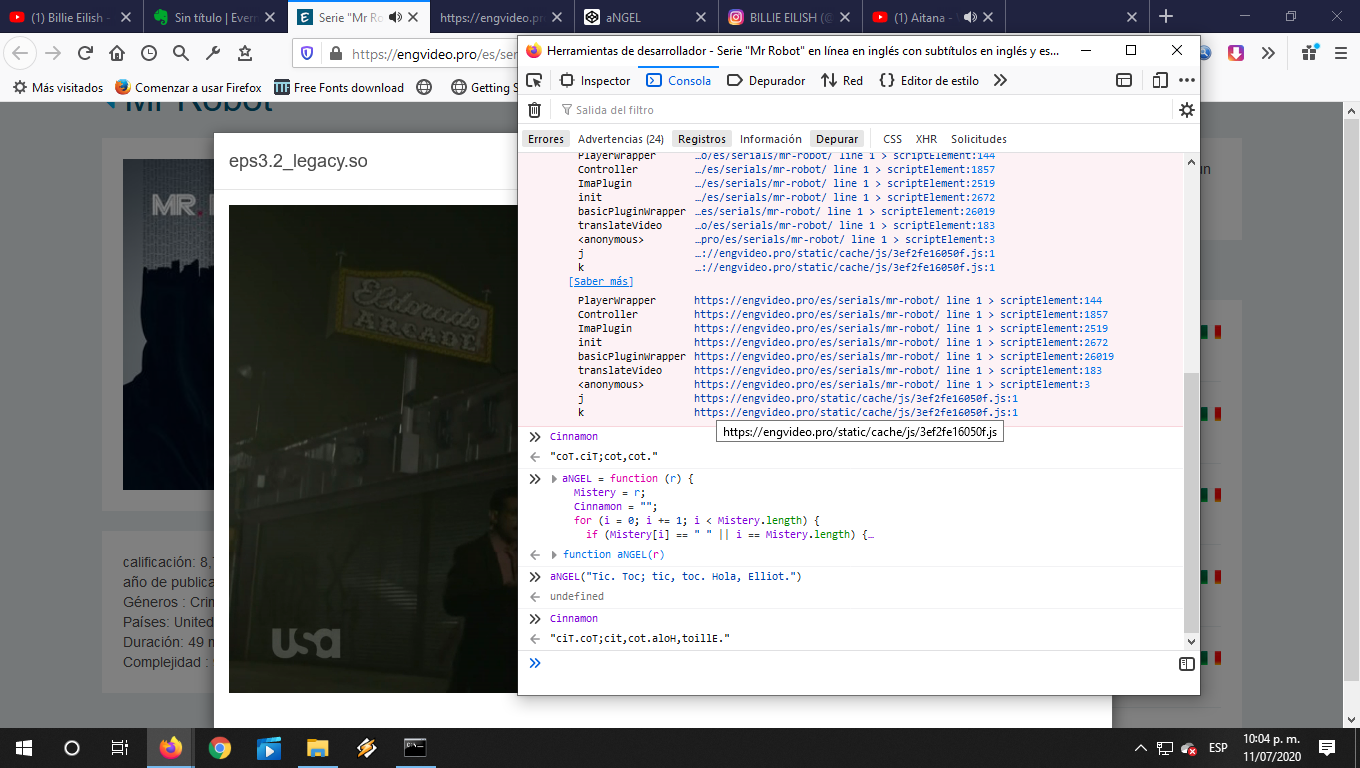 (1) Billie Eilish -
Sin título | Evern
Serie "Mr Ro
https://engvideo.pr
aNGEL
BILLIE EILISH (@
(1) Aitana -
https://engvideo.pro/es/ser
Más visitados
Comenzar a usar Firefox
Free Fonts download
Getting S
Mr Robot
MR.
calificación: 8,
año de publica
Géneros : Crim
Países: United
Duración: 49 m
Complejidad :
un
eps3.2_legacy.so
Eldorado
ARCADE
usa
Herramientas de desarrollador - Serie "Mr Robot" en línea en inglés con subtítulos en inglés y es...
Inspector
Consola
Depurador
Red
Editor de estilo
Salida del filtro
Errores
Advertencias (24)
Registros
Información
Depurar
CSS
XHR
Solicitudes
PlayerWrapper …o/es/serials/mr-robot/ line 1 > scriptElement:144
Controller …/es/serials/mr-robot/ line 1 > scriptElement:1857
ImaPlugin …/es/serials/mr-robot/ line 1 > scriptElement:2519
init …/es/serials/mr-robot/ line 1 > scriptElement:2672
basicPluginWrapper …es/serials/mr-robot/ line 1 > scriptElement:26019
translateVideo …o/es/serials/mr-robot/ line 1 > scriptElement:183
<anonymous> …pro/es/serials/mr-robot/ line 1 > scriptElement:3
j …://engvideo.pro/static/cache/js/3ef2fe16050f.js:1
k …://engvideo.pro/static/cache/js/3ef2fe16050f.js:1
[Saber más]
PlayerWrapper https://engvideo.pro/es/serials/mr-robot/ line 1 > scriptElement:144
Controller https://engvideo.pro/es/serials/mr-robot/ line 1 > scriptElement:1857
ImaPlugin https://engvideo.pro/es/serials/mr-robot/ line 1 > scriptElement:2519
init https://engvideo.pro/es/serials/mr-robot/ line 1 > scriptElement:2672
basicPluginWrapper https://engvideo.pro/es/serials/mr-robot/ line 1 > scriptElement:26019
translateVideo https://engvideo.pro/es/serials/mr-robot/ line 1 > scriptElement:183
<anonymous> https://engvideo.pro/es/serials/mr-robot/ line 1 > scriptElement:3
j https://engvideo.pro/static/cache/js/3ef2fe16050f.js:1
k https://engvideo.pro/static/cache/js/3ef2fe16050f.js:1
https://engvideo.pro/static/cache/js/3ef2fe16050f.js
Cinnamon
"coT.ciT;cot,cot."
aNGEL = function (r) {
Mistery = r;
Cinnamon = "";
for (i = 0; i += 1; i < Mistery.length) {
if (Mistery[i] == " " || i == Mistery.length) {…
function aNGEL(r)
aNGEL("Tic. Toc; tic, toc. Hola, Elliot.")
undefined
Cinnamon
"ciT.coT;cit,cot.aloH,toillE."
ESP
10:04 p. m.
11/07/2020